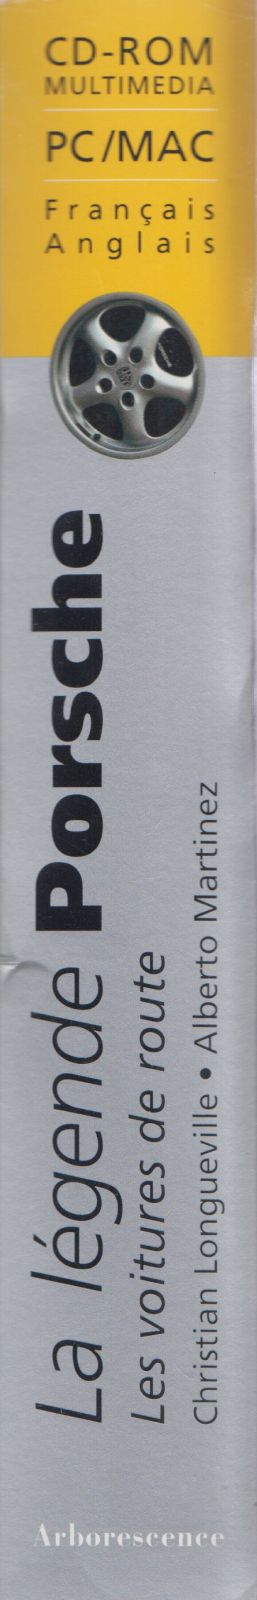 CD-ROM
MULTIMEDIA
PC/MAC
Français
Anglais
La légende Porsche
Les voitures de route
Christian Longueville • Alberto Martinez
Arborescence